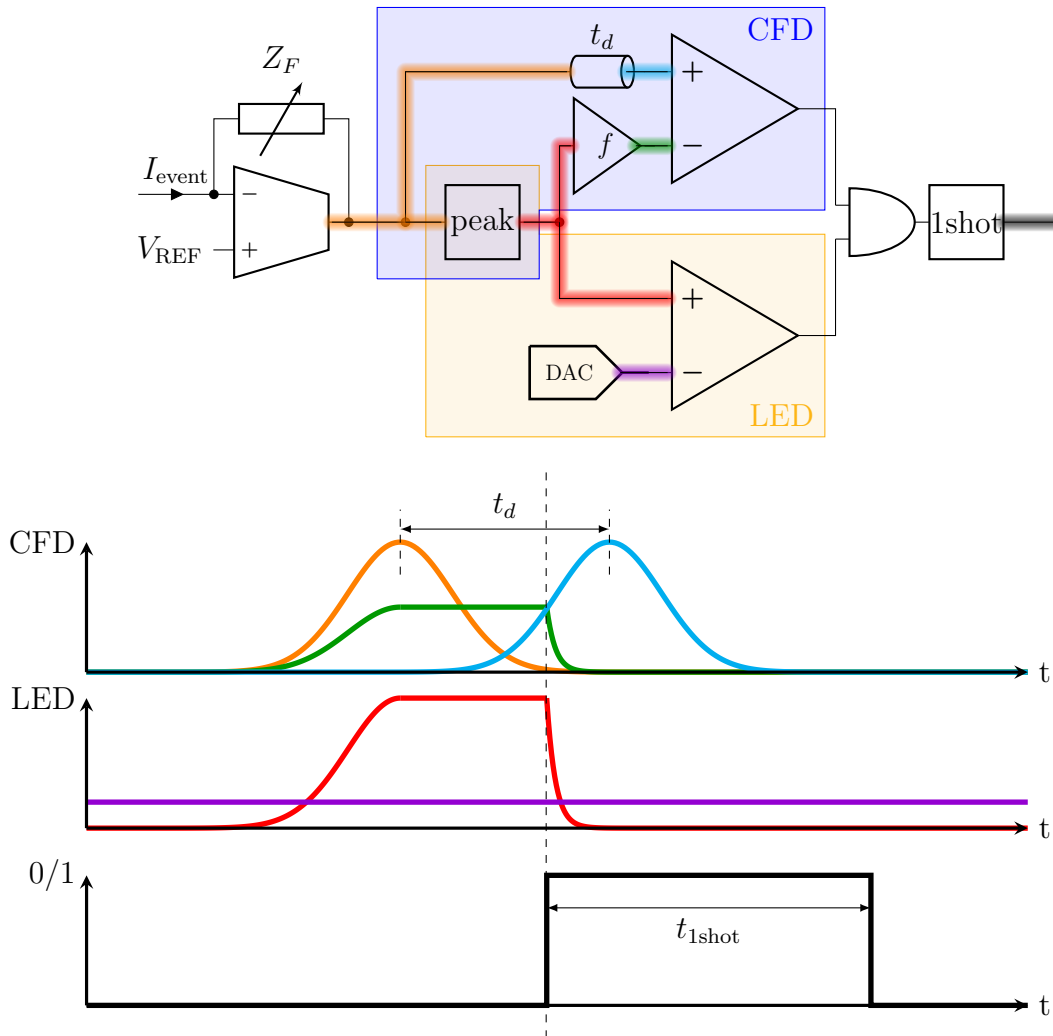 CFD
t_d
Z_F
+
f
−
I_event
−
peak
1shot
V_REF
+
+
DAC
−
LED
t_d
CFD
t
LED
t
0/1
t_1shot
t